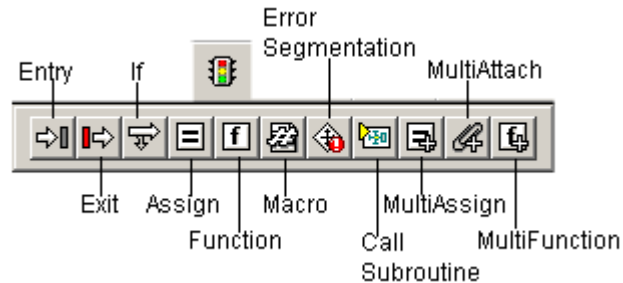 Error
Segmentation
Entry
If
MultiAttach
f
Exit
Assign
Macro
MultiAssign
Function
Call
Subroutine
MultiFunction